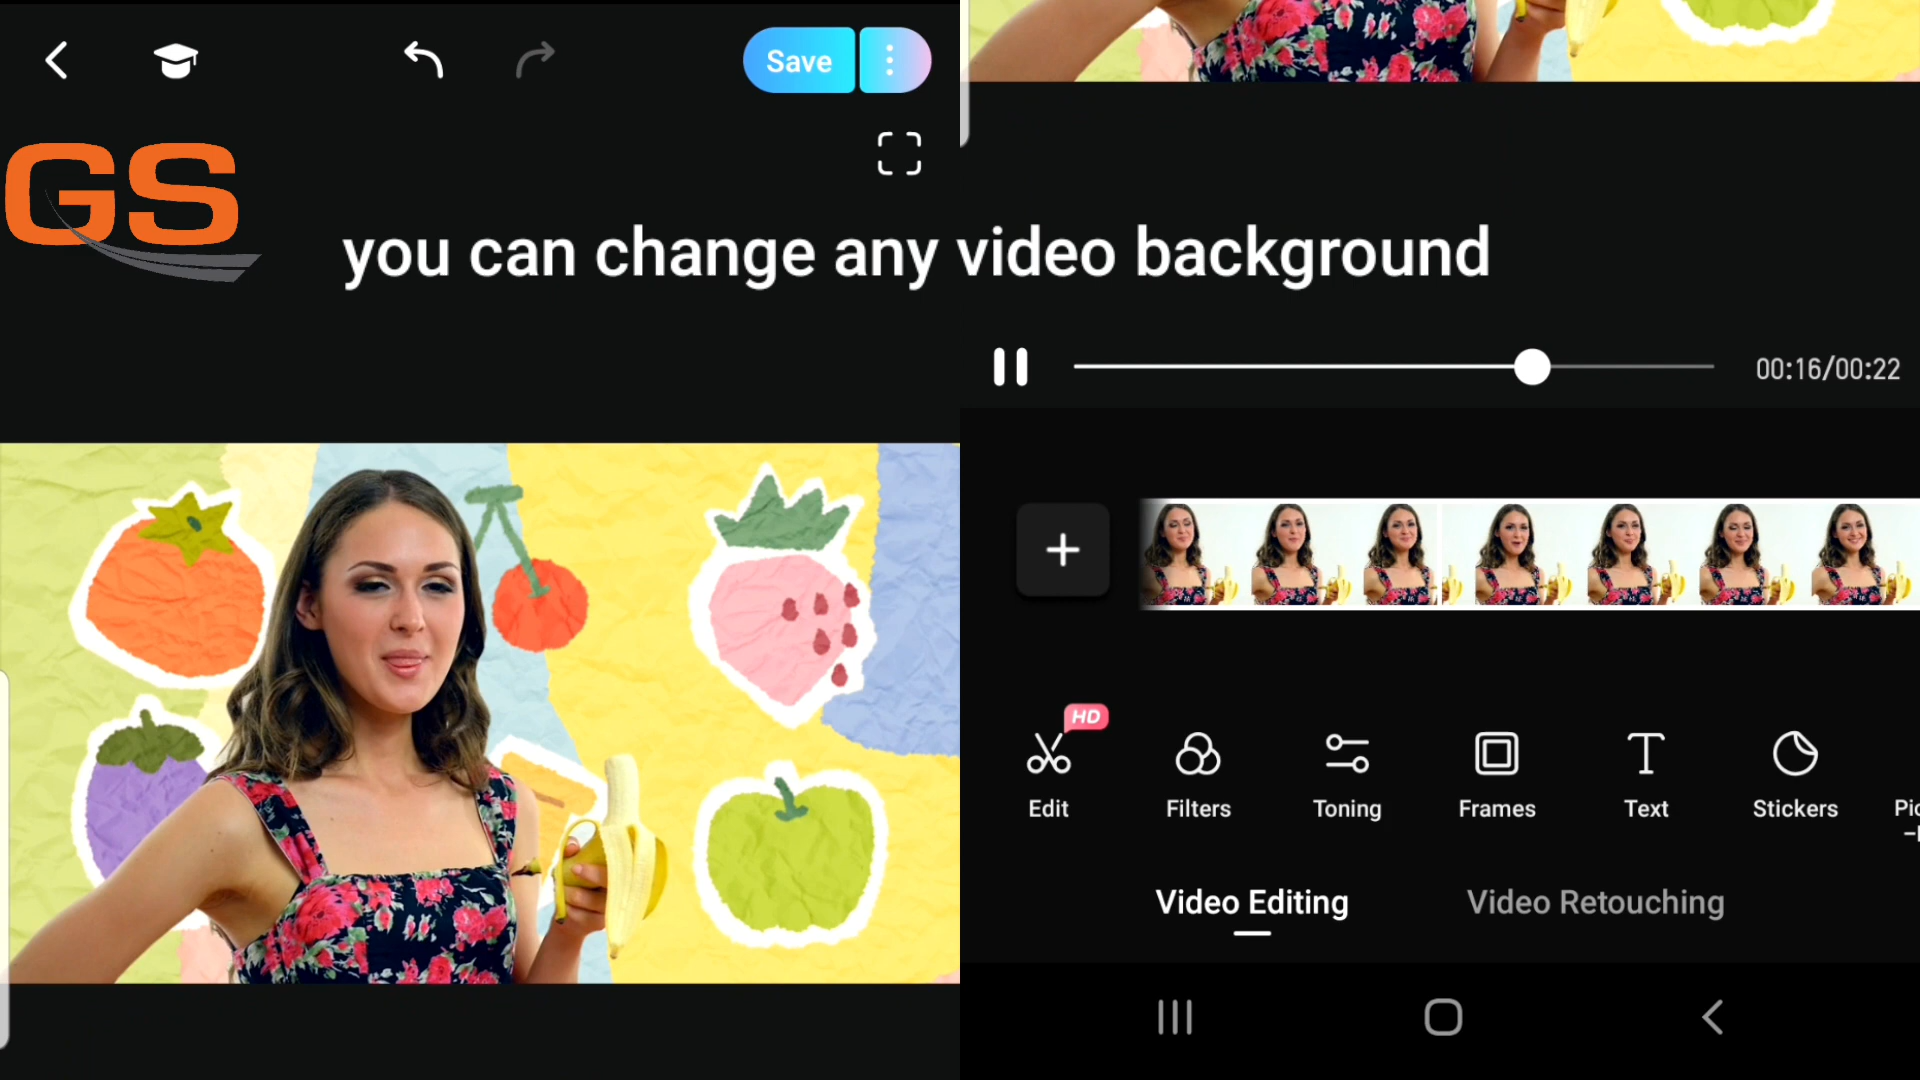 Save
GS
you can change any video background
00:16/00:22
HD
Edit
Filters
Toning
Frames
Text
Stickers
Video Editing
Video Retouching